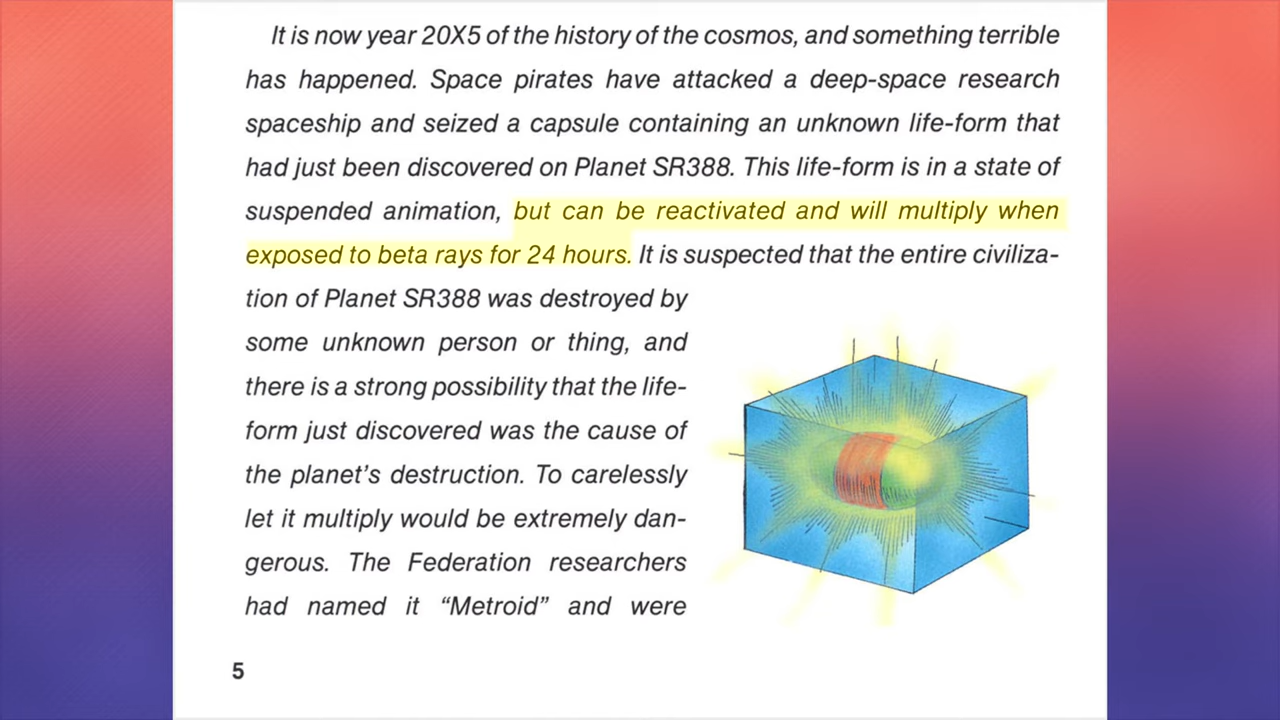 It is now year 20X5 of the history of the cosmos, and something terrible
has happened. Space pirates have attacked a deep-space research
spaceship and seized a capsule containing an unknown life-form that
had just been discovered on Planet SR388. This life-form is in a state of
suspended animation, but can be reactivated and will multiply when
exposed to beta rays for 24 hours. It is suspected that the entire civiliza-
tion of Planet SR388 was destroyed by
some unknown person or thing, and
there is a strong possibility that the life-
form just discovered was the cause of
the planet's destruction. To carelessly
let it multiply would be extremely dan-
gerous. The Federation researchers
had named it “Metroid” and were
5